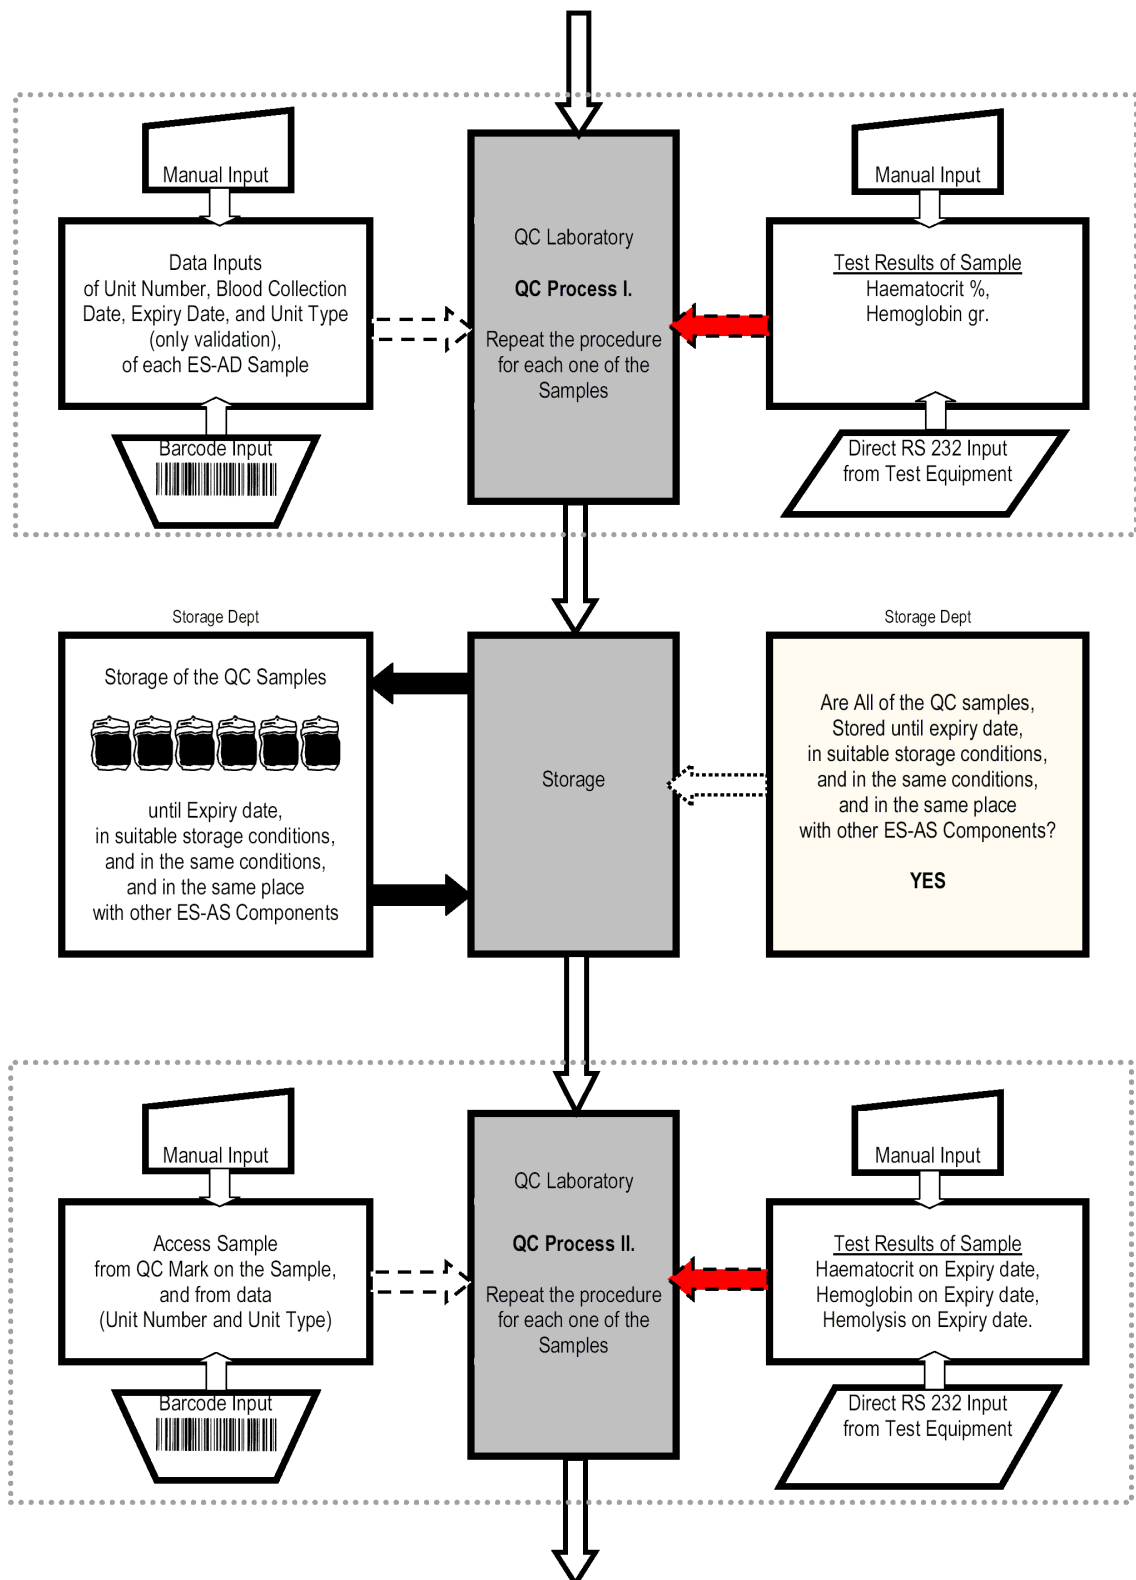 Manual Input
Data Inputs
of Unit Number, Blood Collection
Date, Expiry Date, and Unit Type
(only validation),
of each ES-AD Sample
Barcode Input
QC Laboratory
QC Process I.
Repeat the procedure
for each one of the
Samples
Manual Input
Test Results of Sample
Haematocrit %,
Hemoglobin gr.
Direct RS 232 Input
from Test Equipment
Storage Dept
Storage of the QC Samples
until Expiry date,
in suitable storage conditions,
and in the same conditions,
and in the same place
with other ES-AS Components
Storage
Storage Dept
Are All of the QC samples,
Stored until expiry date,
in suitable storage conditions,
and in the same conditions,
and in the same place
with other ES-AS Components?
YES
Manual Input
Access Sample
from QC Mark on the Sample,
and from data
(Unit Number and Unit Type)
Barcode Input
QC Laboratory
QC Process II.
Repeat the procedure
for each one of the
Samples
Manual Input
Test Results of Sample
Haematocrit on Expiry date,
Hemoglobin on Expiry date,
Hemolysis on Expiry date.
Direct RS 232 Input
from Test Equipment